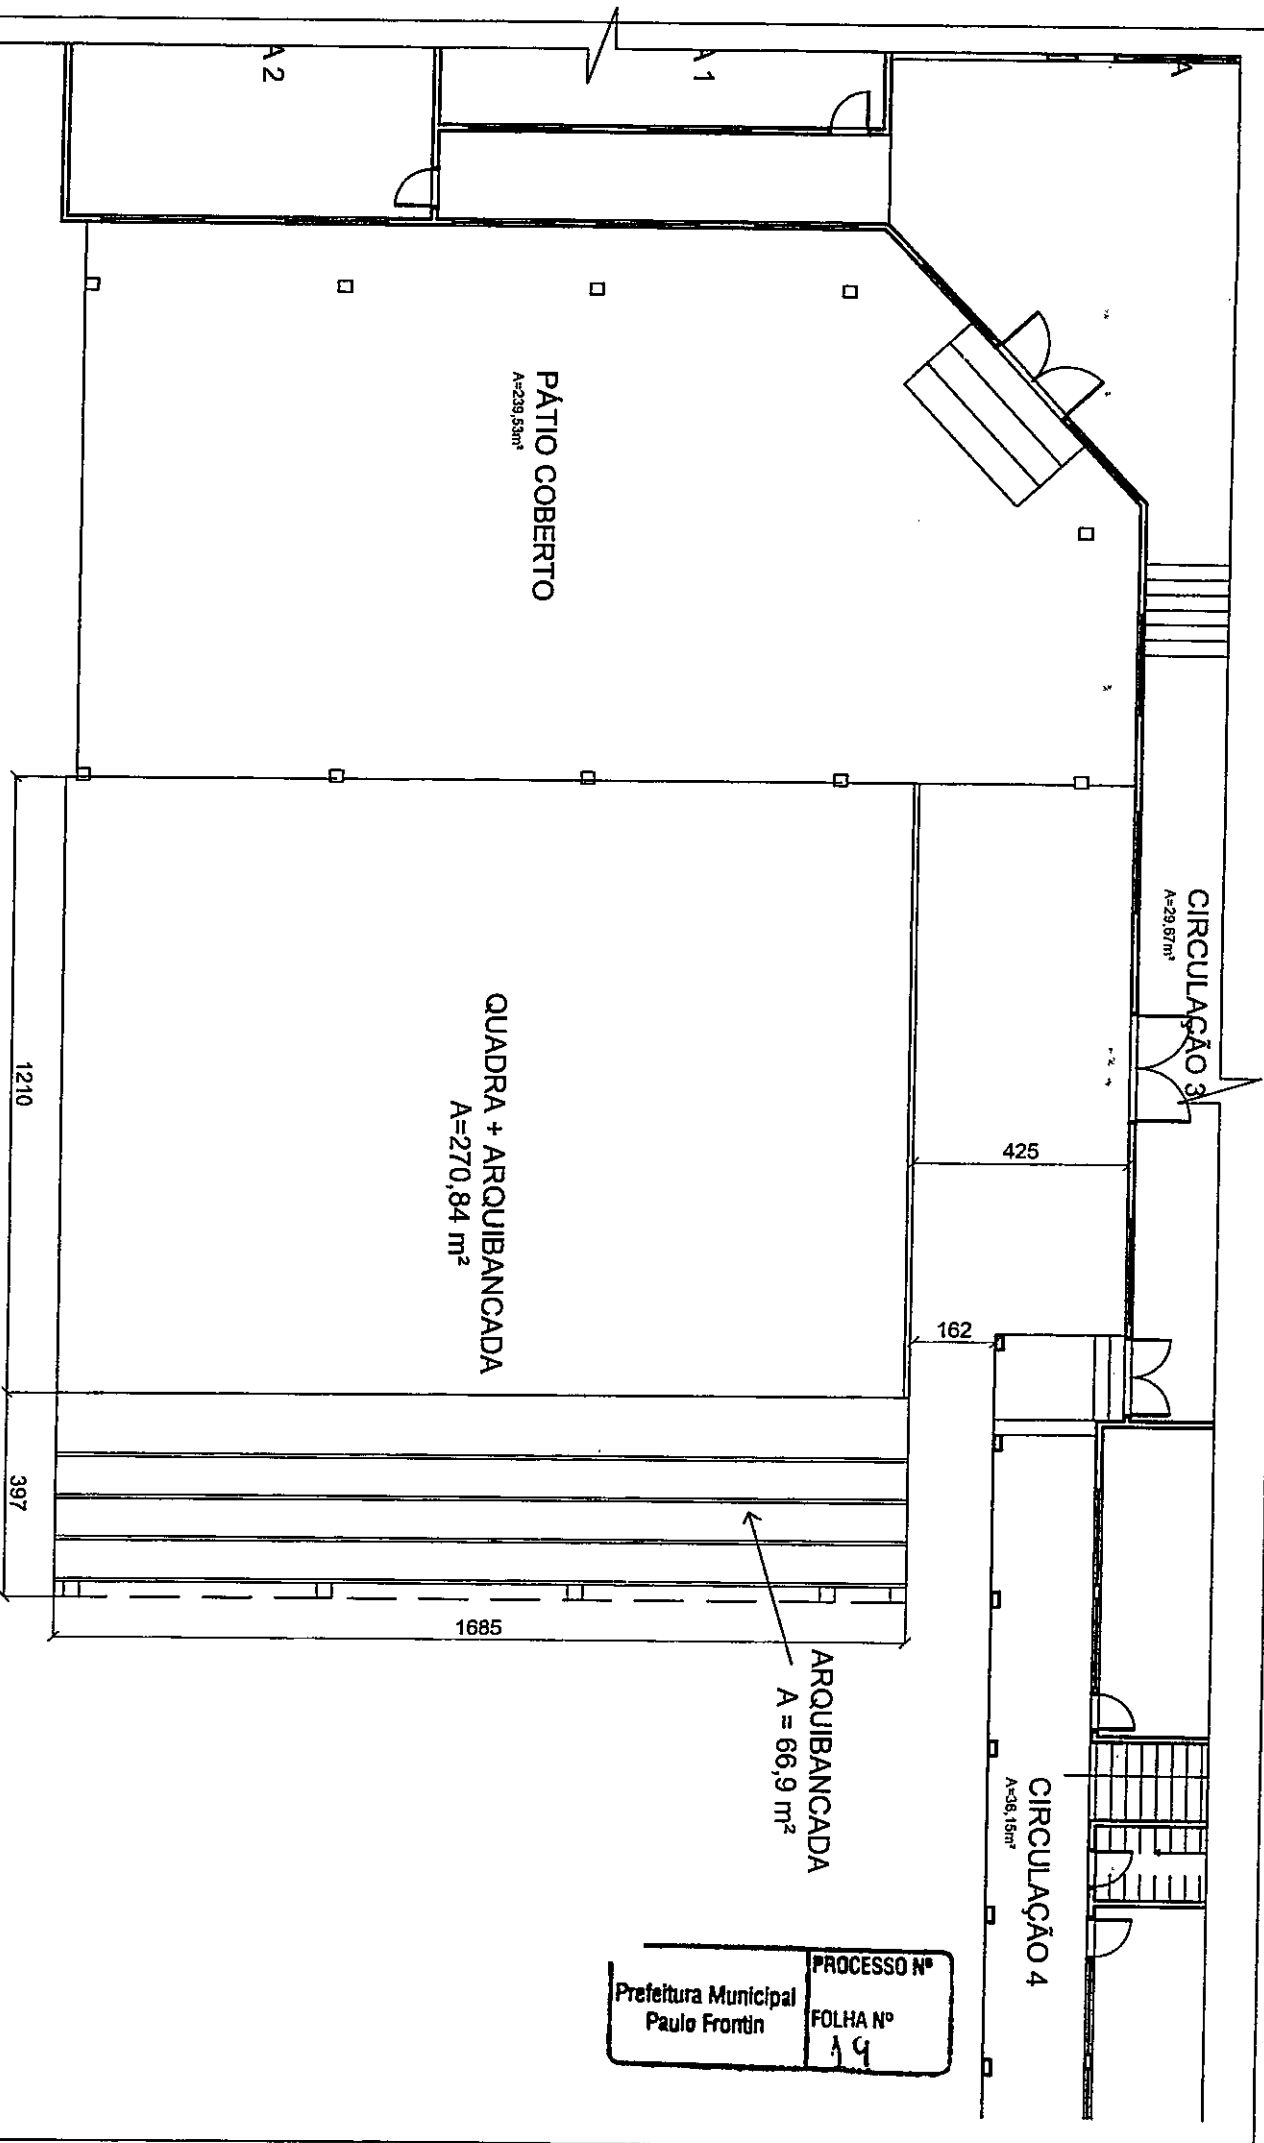 A 2
A 1
A
PÁTIO COBERTO
A=239,53m²
CIRCULAÇÃO 3
A=29,67m²
QUADRA + ARQUIBANCADA
A=270,84 m²
1210
425
162
397
1685
ARQUIBANCADA
A = 66,9 m²
CIRCULAÇÃO 4
A=36,15m²
Prefeitura Municipal
Paulo Frontin
PROCESSO Nº
FOLHA Nº
19